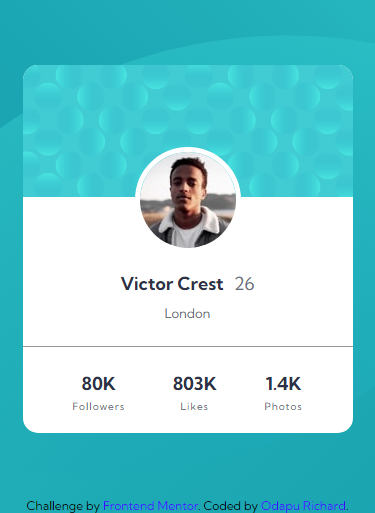 Victor Crest 26
London
80K 803K 1.4K
Followers Likes Photos
Challenge by Frontend Mentor. Coded by Odapu Richard.